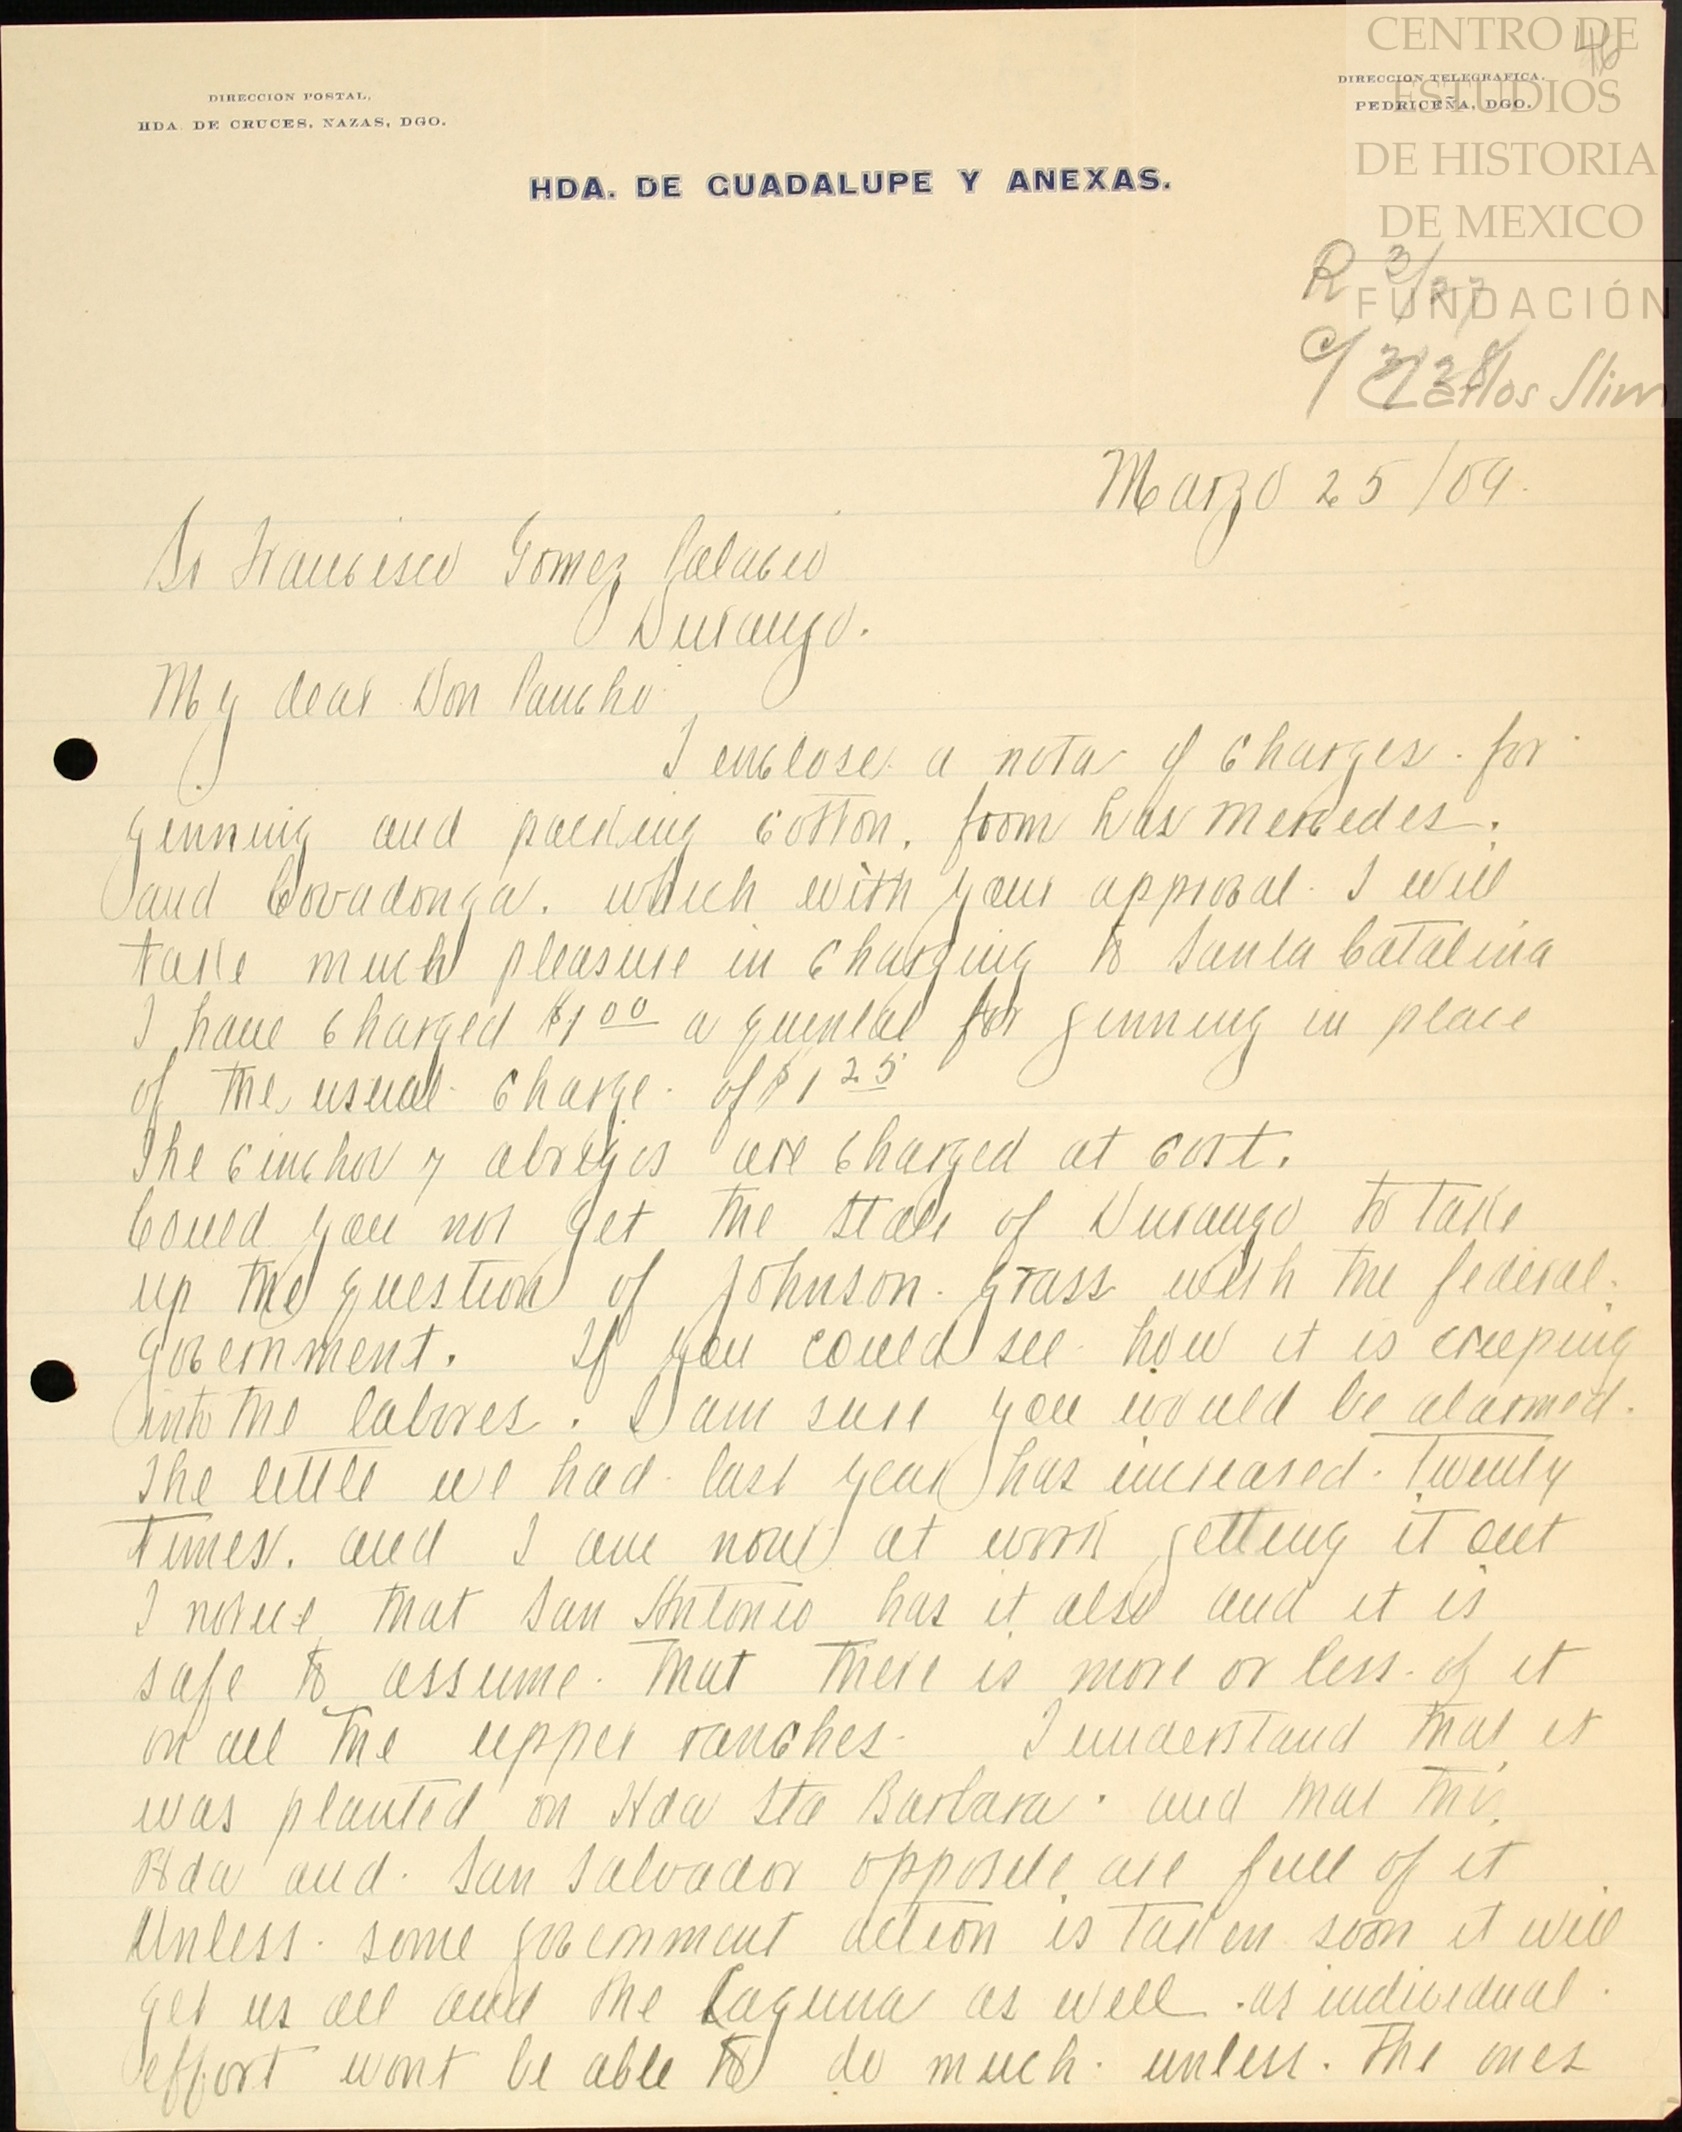 CENTRO DE
ESTUDIOS
DE HISTORIA
DE MEXICO
FUNDACIÓN
Carlos Slim
46
DIRECCION POSTAL,
HDA. DE CRUCES, NAZAS, DGO.
DIRECCION TELEGRAFICA.
PEDRICEÑA, DGO.
HDA. DE GUADALUPE Y ANEXAS.
R 3/27
C/ 3/28
Marzo 25/09.
Sr Francisco Gomez Palacio
Durango.
My dear Don Pancho
I enclose a nota of charges for
ginning and packing cotton, from Las Mercedes.
and Covadonga. which with your approval I will
take much pleasure in charging to Santa Catalina
I have charged $1.00 a quintal for ginning in place
of the usual charge of $1 25
The cinchos y abrigos are charged at cost.
Could you not get the state of Durango to take
up the question of Johnson grass with the federal
government. If you could see how it is creeping
into the labores. I am sure you would be alarmed.
The little we had last year has increased twenty
times. and I am now at work getting it out
I notice that San Antonio has it also and it is
safe to assume that there is more or less of it
on all the upper ranches. I understand that it
was planted on Hda Sta Barbara. and that this
Hda and San Salvador opposite are full of it
Unless some government action is taken soon it will
get us all and the Laguna as well. as individual
effort wont be able to do much unless. the ones